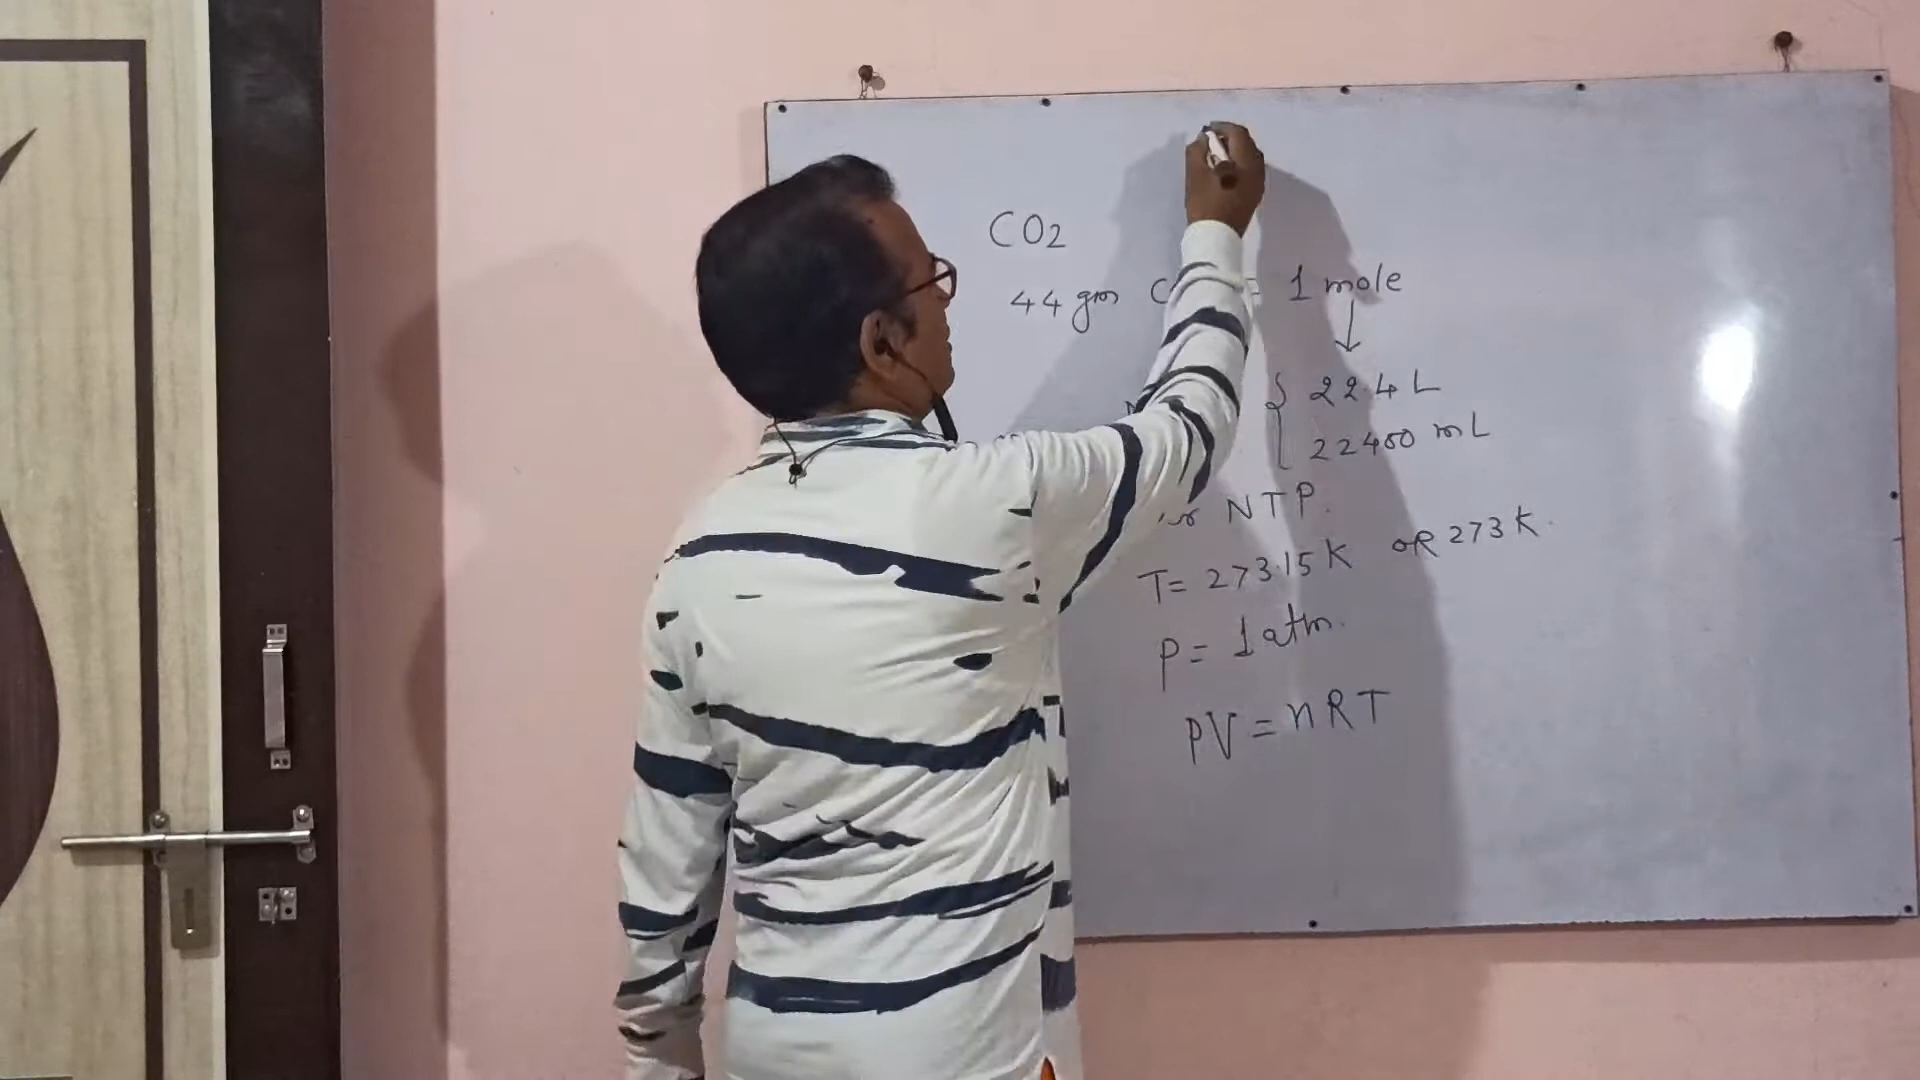 CO2
44 gm = 1 mole
↓
{ 22.4 L
22400 mL
NTP.
T = 273.15 K OR 273 K.
P = 1 atm.
PV = nRT